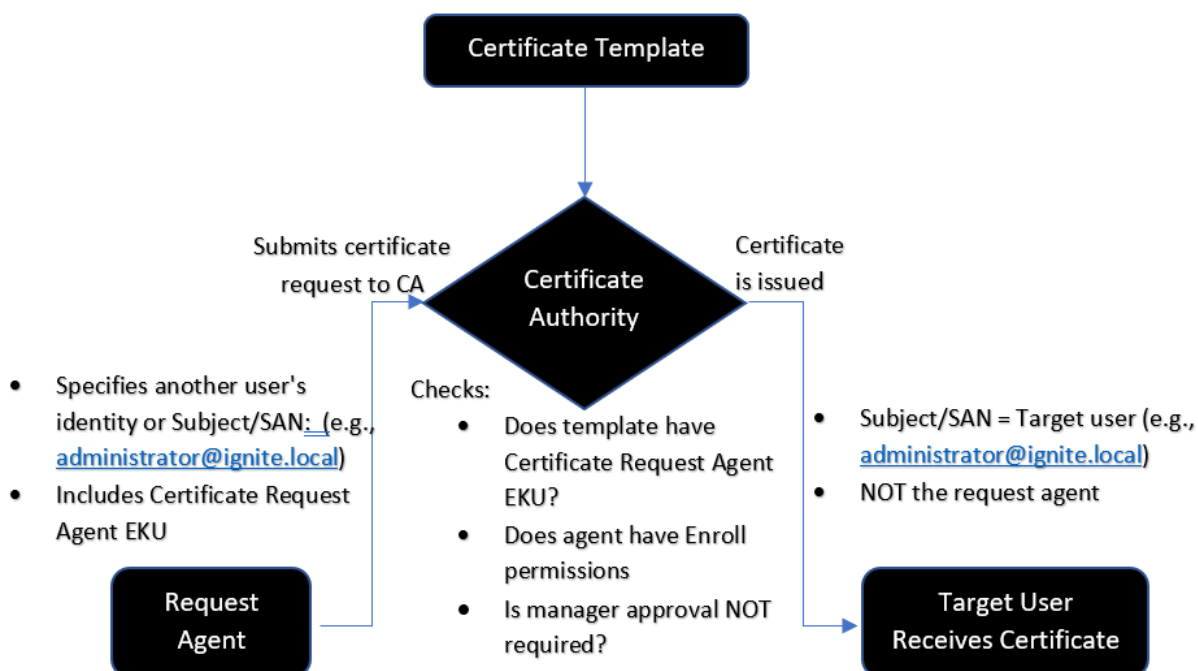 Certificate Template
Submits certificate
request to CA
Certificate
Authority
Certificate
is issued
• Specifies another user's
identity or Subject/SAN: (e.g.,
administrator@ignite.local)
• Includes Certificate Request
Agent EKU
Checks:
• Does template have
Certificate Request Agent
EKU?
• Does agent have Enroll
permissions
• Is manager approval NOT
required?
• Subject/SAN = Target user (e.g.,
administrator@ignite.local)
• NOT the request agent
Request
Agent
Target User
Receives Certificate